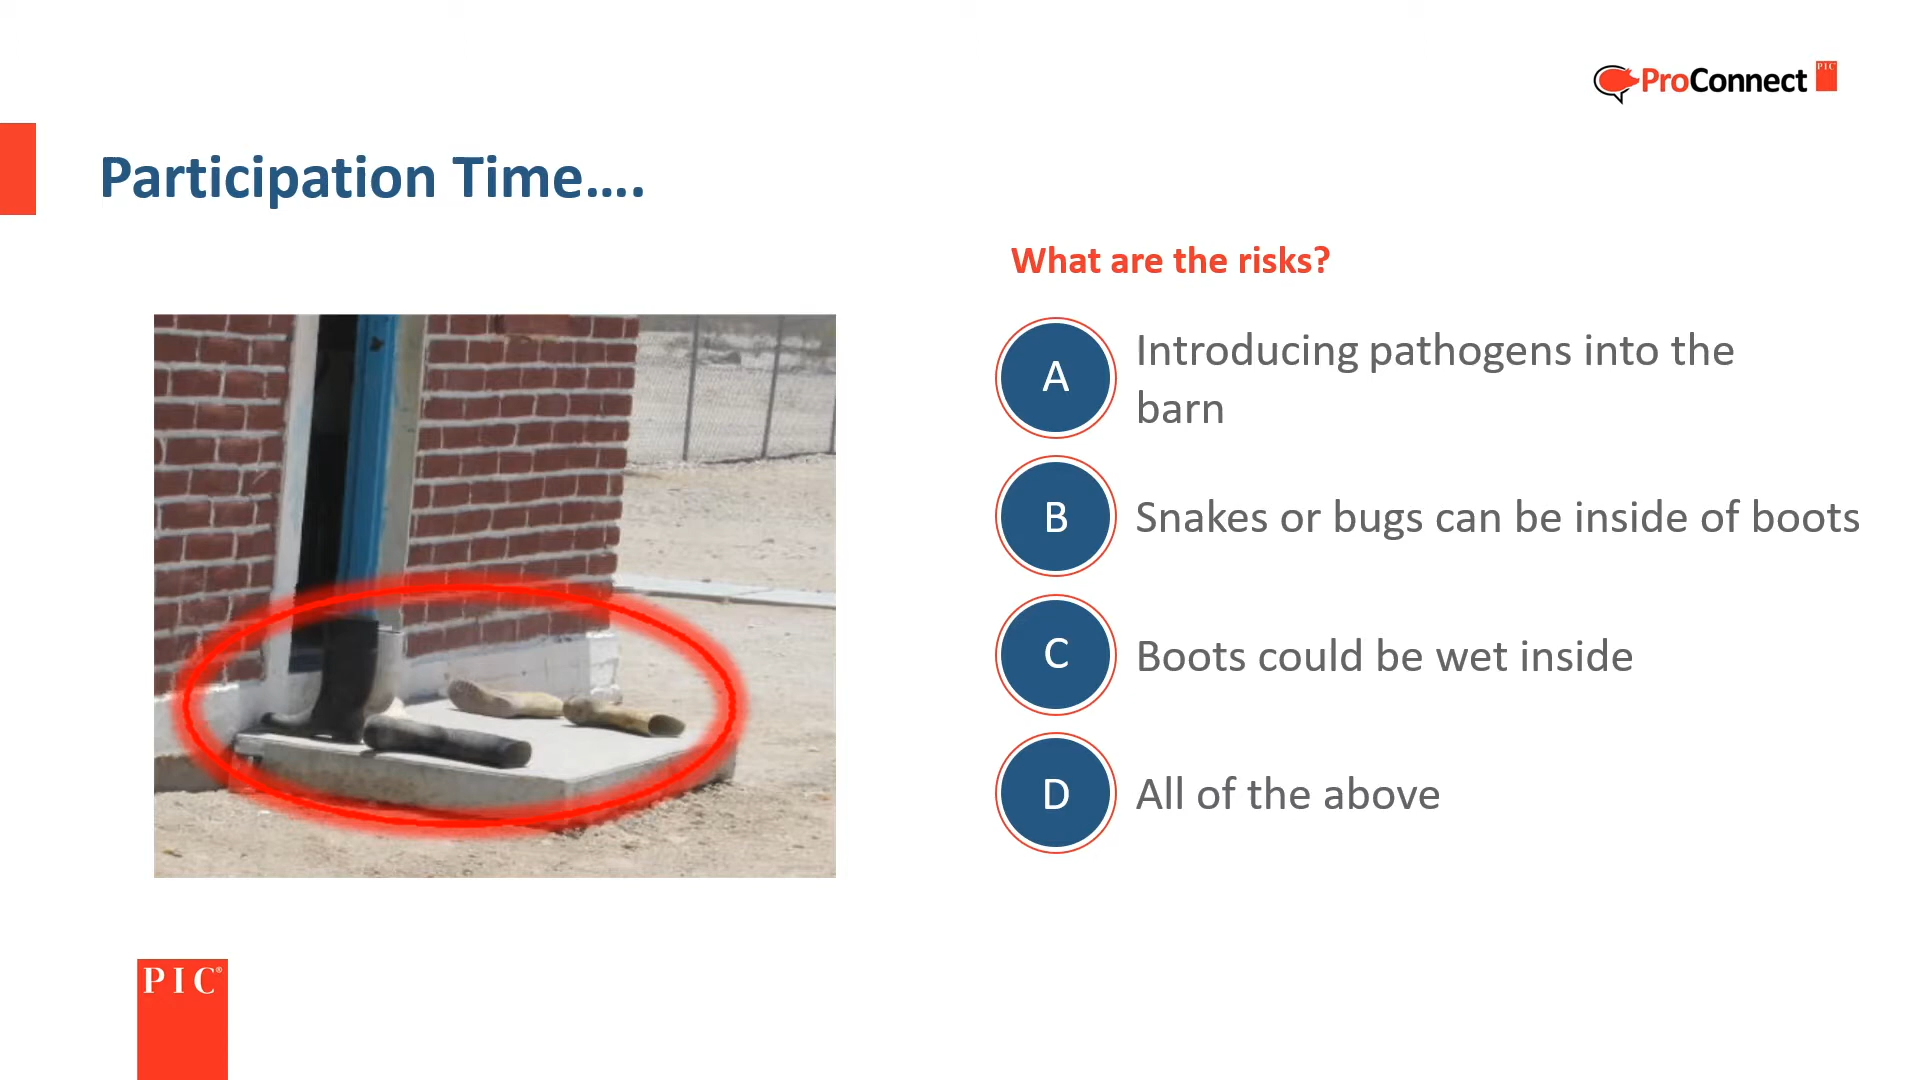 ProConnect PIC
Participation Time....
What are the risks?
A
Introducing pathogens into the
barn
B
Snakes or bugs can be inside of boots
C
Boots could be wet inside
D
All of the above
PIC®